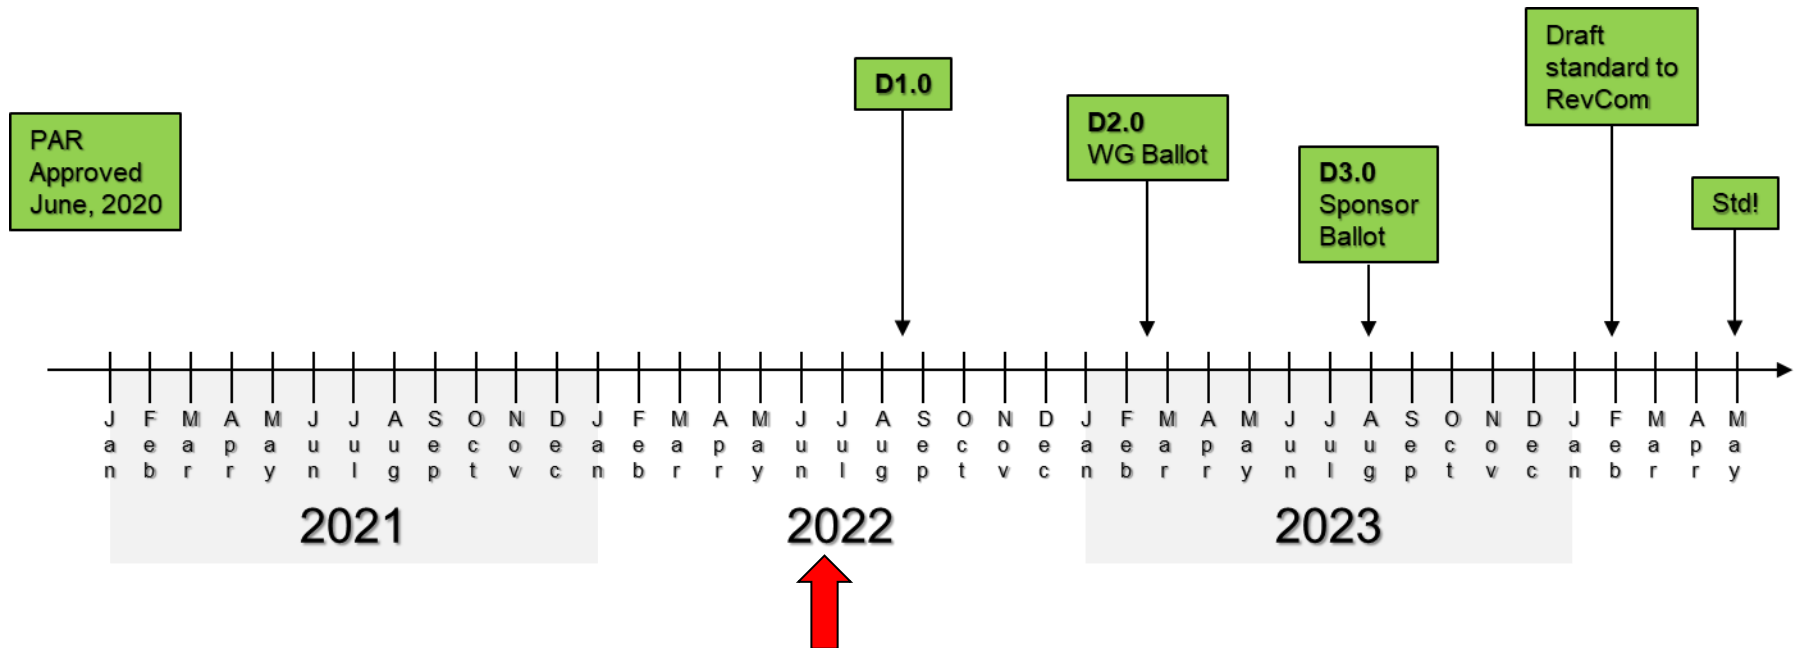 PAR
Approved
June, 2020
D1.0
D2.0
WG Ballot
D3.0
Sponsor
Ballot
Draft
standard to
RevCom
Std!
Jan Feb Mar Apr May Jun Jul Aug Sep Oct Nov Dec Jan Feb Mar Apr May Jun Jul Aug Sep Oct Nov Dec Jan Feb Mar Apr May Jun Jul Aug Sep Oct Nov Dec Jan Feb Mar Apr May
2021 2022 2023